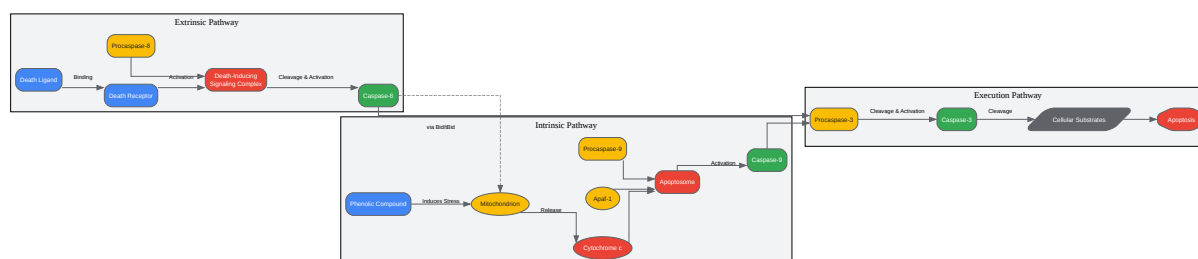 Extrinsic Pathway
Procaspase-8
Death Ligand
Binding
Death Receptor
Activation
Death-Inducing
Signaling Complex
Cleavage & Activation
Caspase-8
via Bid/tBid
Intrinsic Pathway
Phenolic Compound
Induces Stress
Mitochondrion
Release
Cytochrome c
Procaspase-9
Apaf-1
Apoptosome
Activation
Caspase-9
Execution Pathway
Procaspase-3
Cleavage & Activation
Caspase-3
Cleavage
Cellular Substrates
Apoptosis